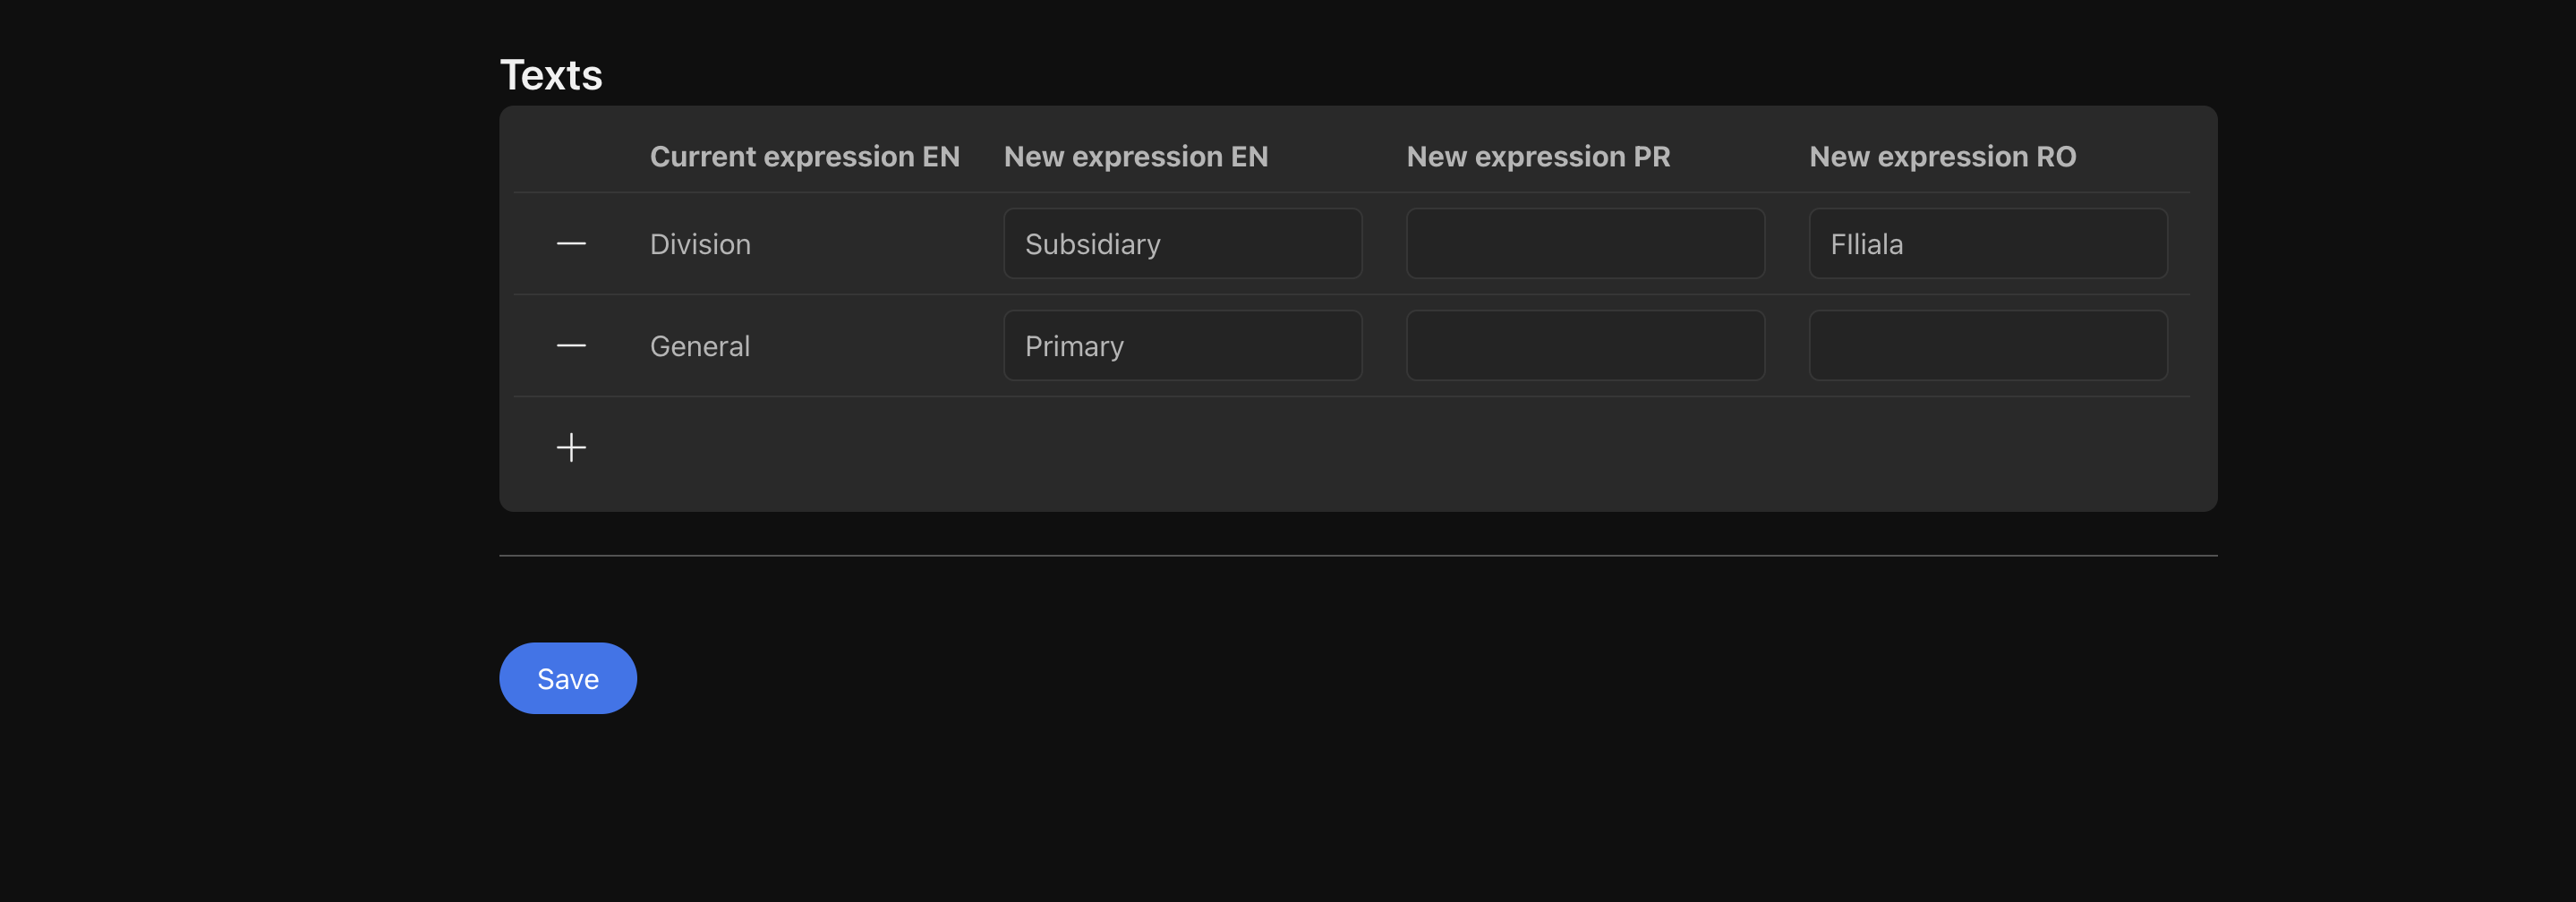 Texts
Current expression EN New expression EN New expression PR New expression RO
Division Subsidiary FIliala
General Primary
Save